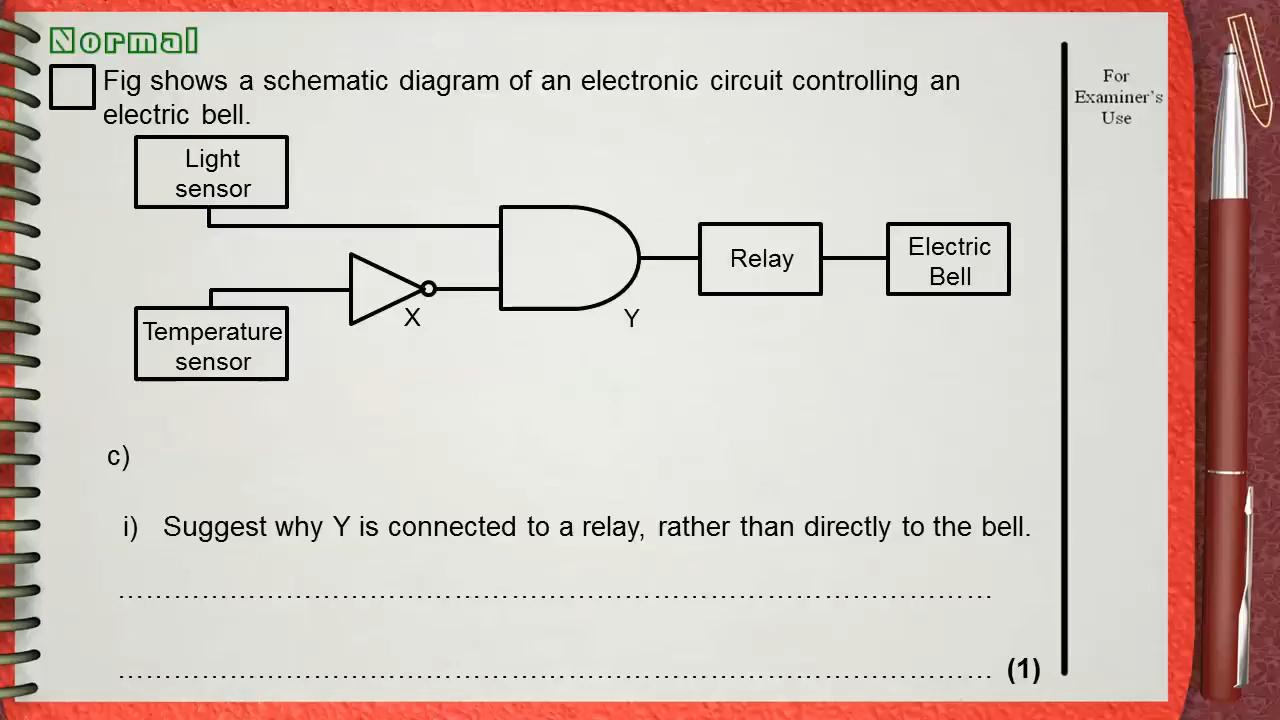 Normal
Fig shows a schematic diagram of an electronic circuit controlling an
electric bell.
For
Examiner's
Use
Light
sensor
Relay
Electric
Bell
X
Y
Temperature
sensor
c)
i) Suggest why Y is connected to a relay, rather than directly to the bell.
................................................................................................
................................................................................................ (1)